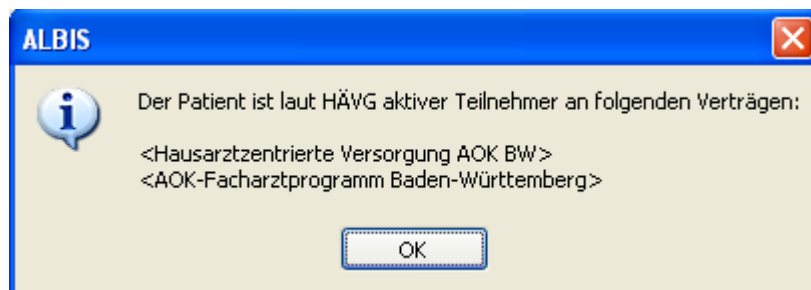 ALBIS
Der Patient ist laut HÄVG aktiver Teilnehmer an folgenden Verträgen:
<Hausarztzentrierte Versorgung AOK BW>
<AOK-Facharztprogramm Baden-Württemberg>
OK